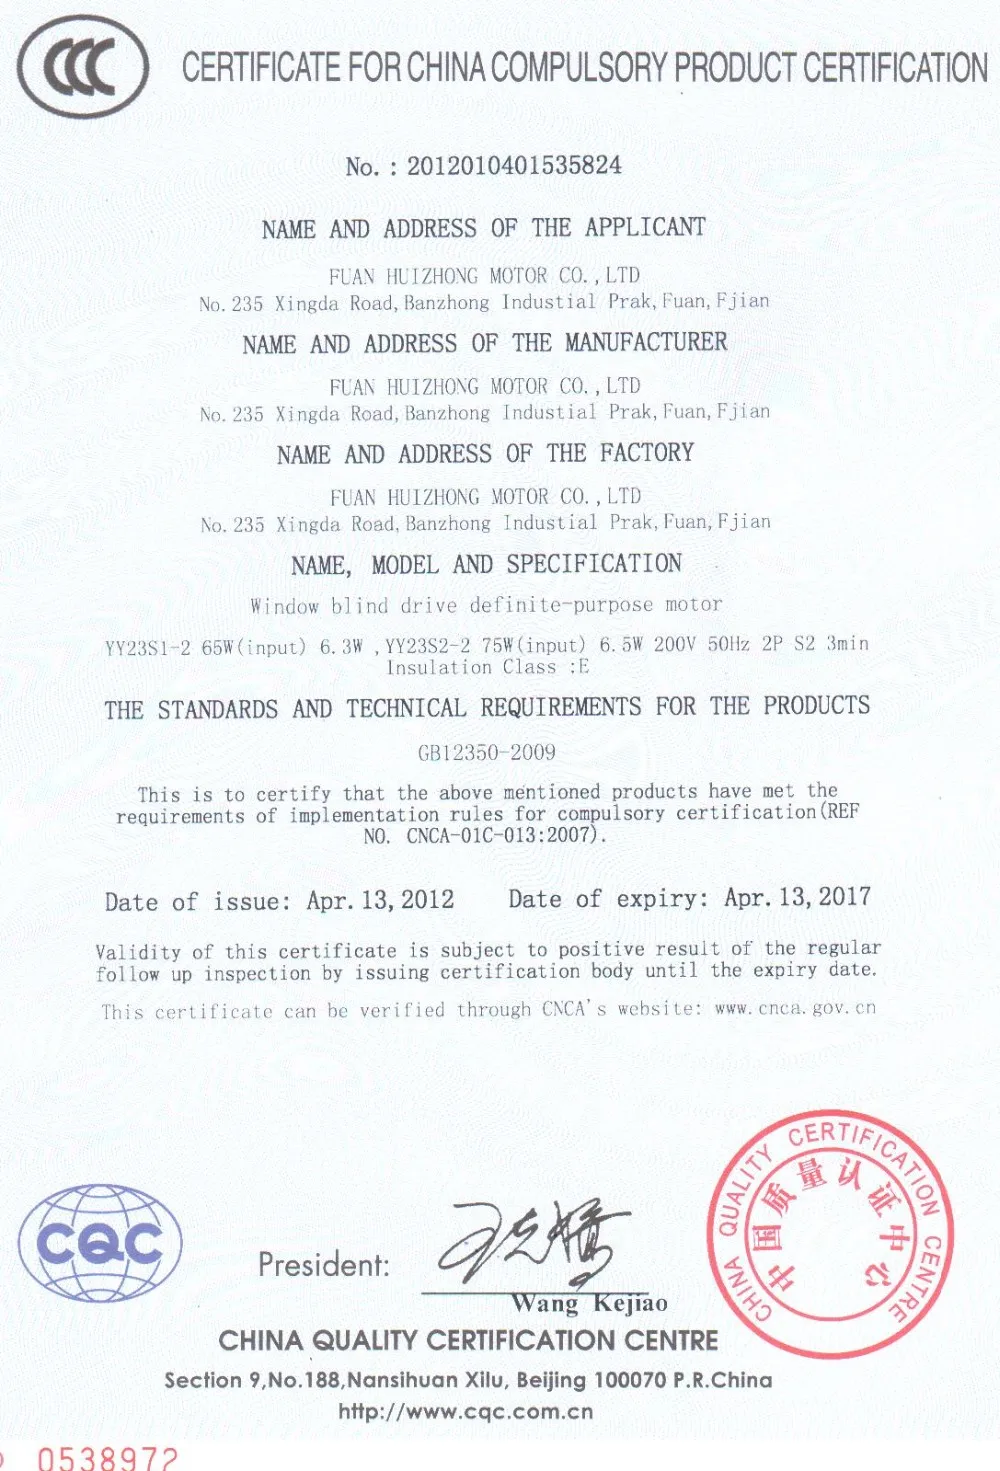 CCC
CERTIFICATE FOR CHINA COMPULSORY PRODUCT CERTIFICATION
No. : 2012010401535824
NAME AND ADDRESS OF THE APPLICANT
FUAN HUIZHONG MOTOR CO. , LTD
No. 235 Xingda Road, Banzhong Industial Prak, Fuan, Fjian
NAME AND ADDRESS OF THE MANUFACTURER
FUAN HUIZHONG MOTOR CO. , LTD
No. 235 Xingda Road, Banzhong Industial Prak, Fuan, Fjian
NAME AND ADDRESS OF THE FACTORY
FUAN HUIZHONG MOTOR CO. , LTD
No. 235 Xingda Road, Banzhong Industial Prak, Fuan, Fjian
NAME, MODEL AND SPECIFICATION
Window blind drive definite-purpose motor
YY23S1-2 65W(input) 6.3W , YY23S2-2 75W(input) 6.5W 200V 50Hz 2P S2 3min
Insulation Class :E
THE STANDARDS AND TECHNICAL REQUIREMENTS FOR THE PRODUCTS
GB12350-2009
This is to certify that the above mentioned products have met the
requirements of implementation rules for compulsory certification(REF
NO. CNCA-01C-013:2007).
Date of issue: Apr. 13, 2012 Date of expiry: Apr. 13, 2017
Validity of this certificate is subject to positive result of the regular
follow up inspection by issuing certification body until the expiry date.
This certificate can be verified through CNCA's website: www.cnca.gov.cn
CHINA QUALITY CERTIFICATION CENTRE
中国质量认证中心
CQC
President:
Wang Kejiao
CHINA QUALITY CERTIFICATION CENTRE
Section 9,No.188,Nansihuan Xilu, Beijing 100070 P.R.China
http://www.cqc.com.cn
0538972